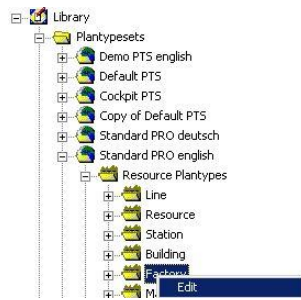 Library
Plantypesets
Demo PTS english
Default PTS
Cockpit PTS
Copy of Default PTS
Standard PRO deutsch
Standard PRO english
Resource Plantypes
Line
Resource
Station
Building
Factory
Edit